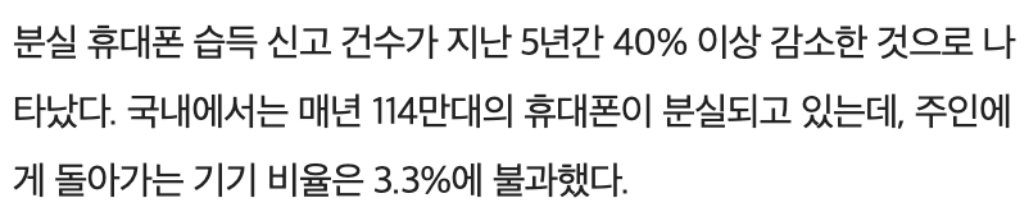 분실 휴대폰 습득 신고 건수가 지난 5년간 40% 이상 감소한 것으로 나
타났다. 국내에서는 매년 114만대의 휴대폰이 분실되고 있는데, 주인에
게 돌아가는 기기 비율은 3.3%에 불과했다.